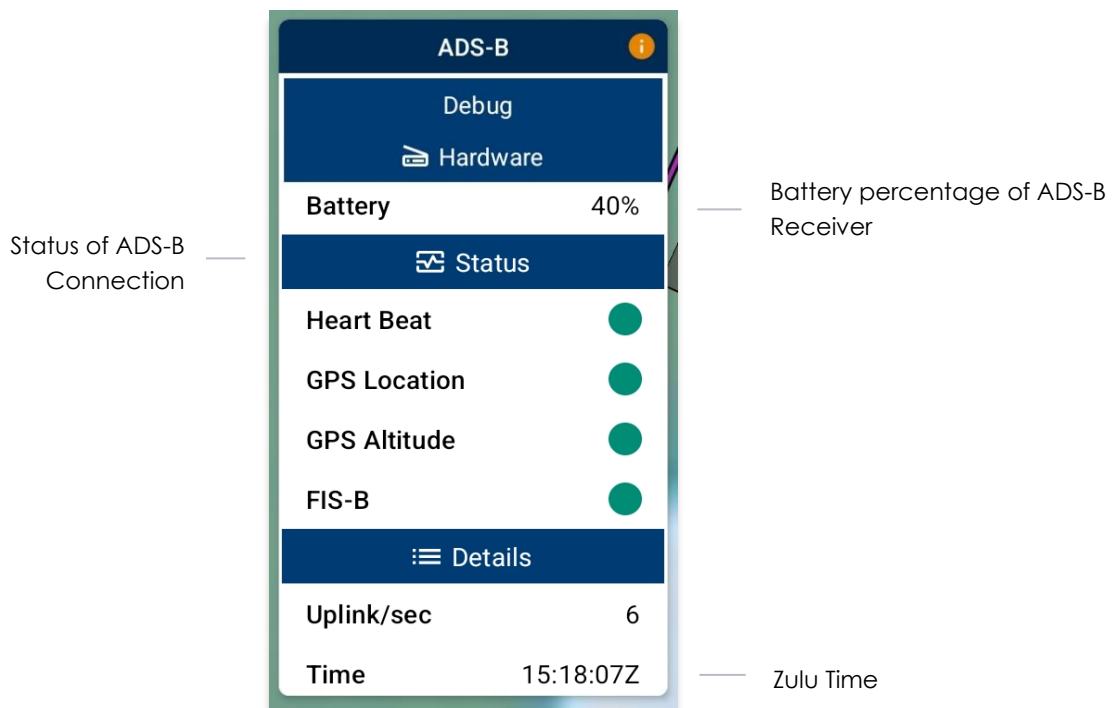 ADS-B
Debug
Hardware
Battery 40%
Battery percentage of ADS-B
Receiver
Status of ADS-B
Connection
Status
Heart Beat
GPS Location
GPS Altitude
FIS-B
Details
Uplink/sec 6
Time 15:18:07Z
Zulu Time